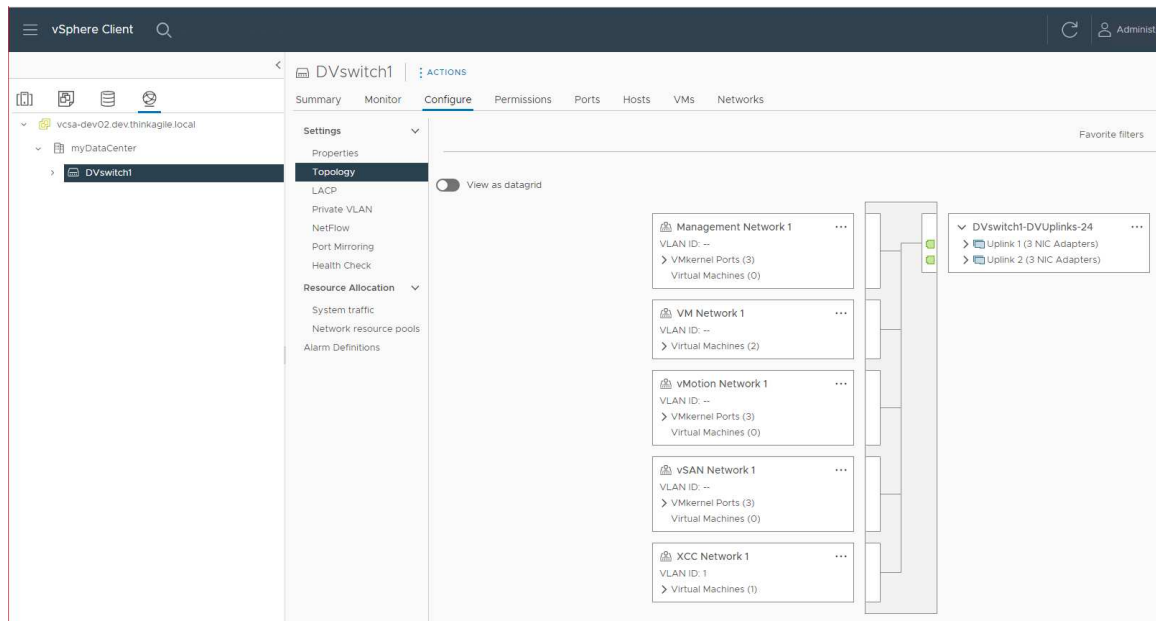 vSphere Client
Administ
DVswitch1
ACTIONS
Summary Monitor Configure Permissions Ports Hosts VMs Networks
vcsa-dev02.dev.thinkagile.local
myDataCenter
DVswitch1
Settings
Properties
Topology
LACP
Private VLAN
NetFlow
Port Mirroring
Health Check
Resource Allocation
System traffic
Network resource pools
Alarm Definitions
Favorite filters
View as datagrid
Management Network 1 ...
VLAN ID: --
VMkernel Ports (3)
Virtual Machines (0)
VM Network 1 ...
VLAN ID: --
Virtual Machines (2)
vMotion Network 1 ...
VLAN ID: --
VMkernel Ports (3)
Virtual Machines (0)
vSAN Network 1 ...
VLAN ID: --
VMkernel Ports (3)
Virtual Machines (0)
XCC Network 1 ...
VLAN ID: 1
Virtual Machines (1)
DVswitch1-DVUplinks-24 ...
Uplink 1 (3 NIC Adapters)
Uplink 2 (3 NIC Adapters)